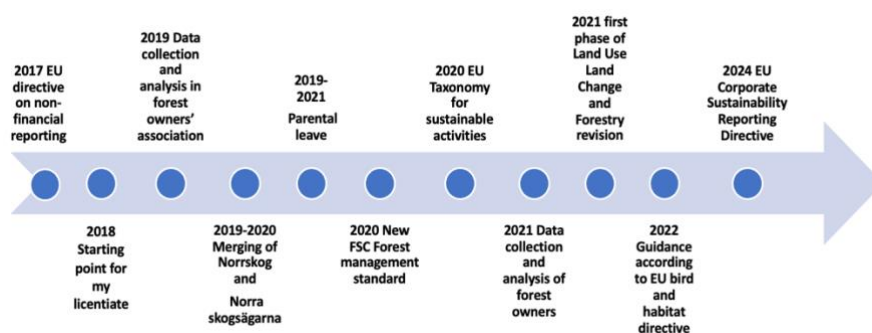 2017 EU
directive
on non-
financial
reporting
2018
Starting
point for
my
licentiate
2019 Data
collection
and
analysis in
forest
owners'
association
2019-2020
Merging of
Norrskog
and
Norra
skogsägarna
2019-
2021
Parental
leave
2020 New
FSC Forest
management
standard
2020 EU
Taxonomy
for
sustainable
activities
2021 Data
collection
and
analysis of
forest
owners
2021 first
phase of
Land Use
Land
Change
and
Forestry
revision
2022
Guidance
according
to EU bird
and
habitat
directive
2024 EU
Corporate
Sustainability
Reporting
Directive